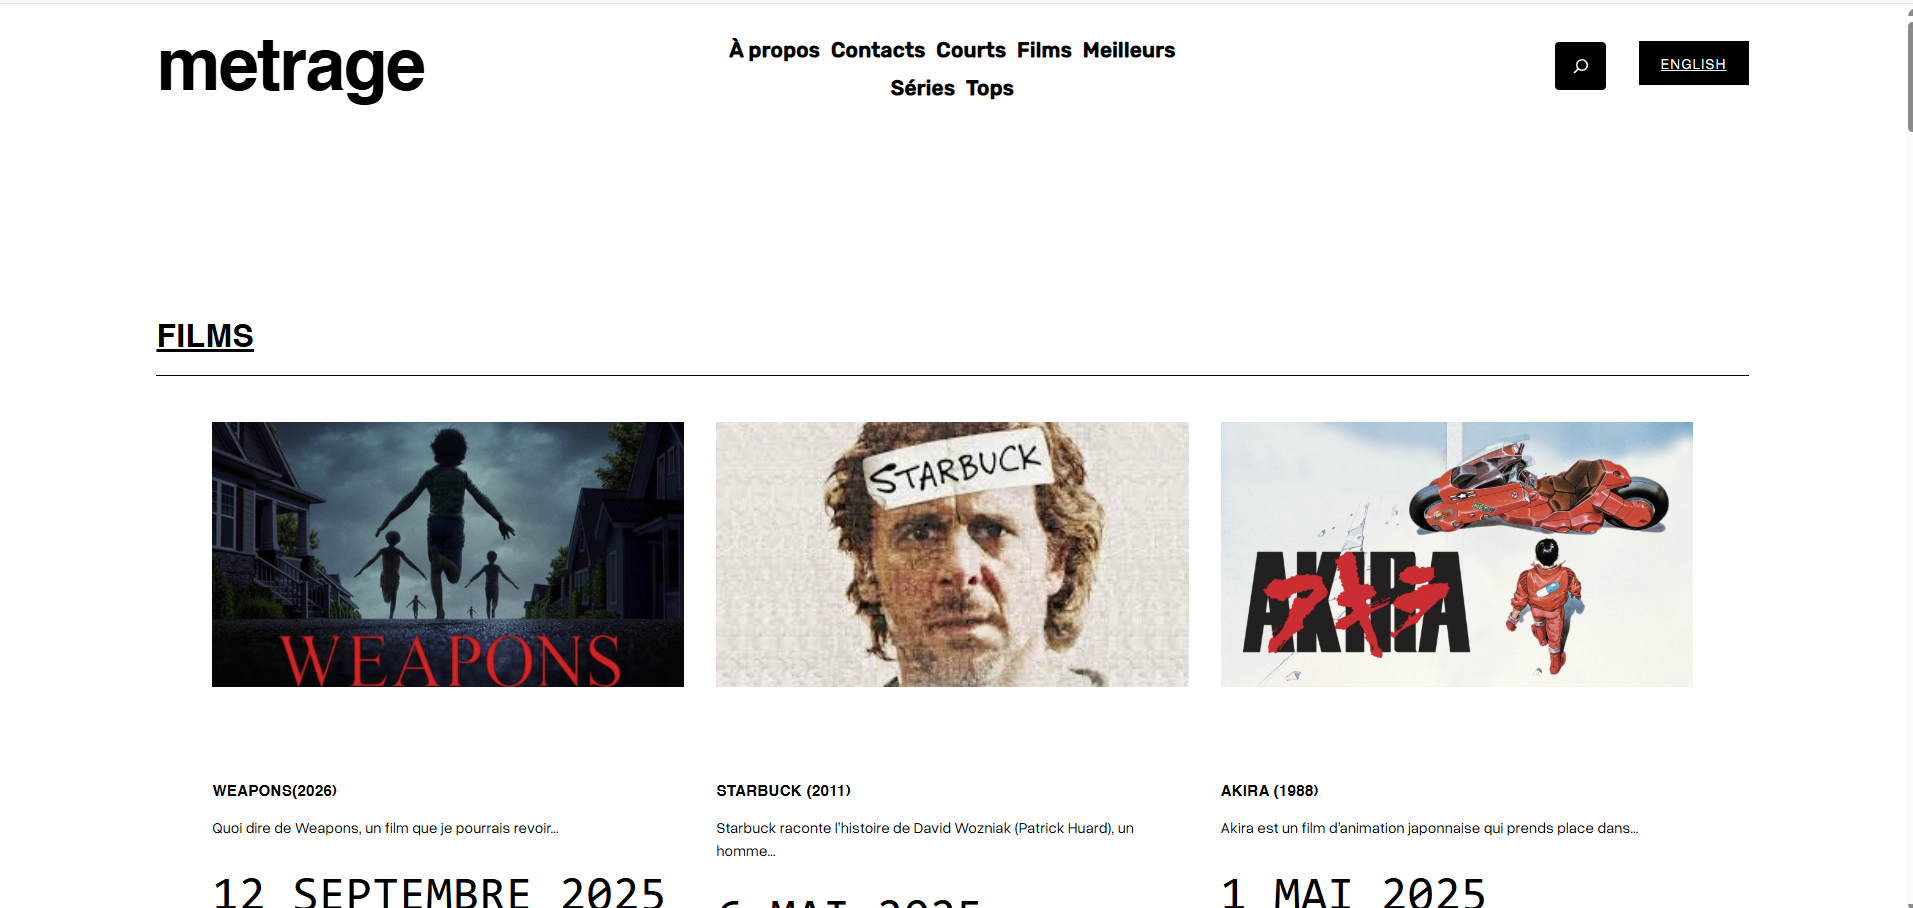 metrage
À propos Contacts Courts Films Meilleurs
Séries Tops
ENGLISH
FILMS
WEAPONS
STARBUCK
AKIRA
アキラ
WEAPONS(2026)
Quoi dire de Weapons, un film que je pourrais revoir...
12 SEPTEMBRE 2025
STARBUCK (2011)
Starbuck raconte l'histoire de David Wozniak (Patrick Huard), un
homme...
6 MAI 2025
AKIRA (1988)
Akira est un film d'animation japonnaise qui prends place dans...
1 MAI 2025